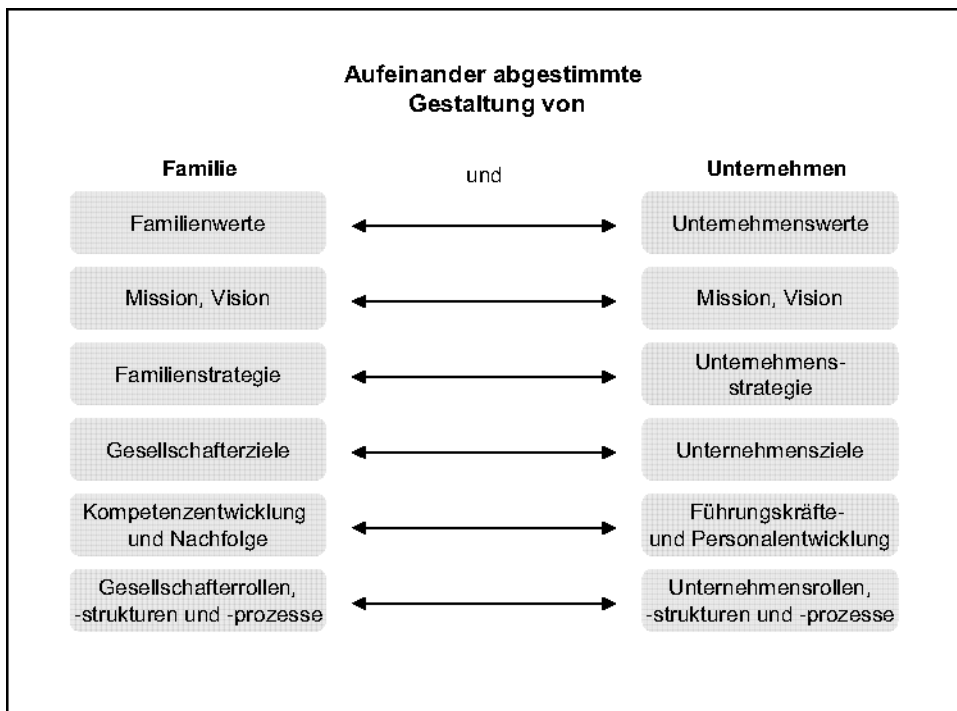 Aufeinander abgestimmte
Gestaltung von
Familie
und
Unternehmen
Familienwerte
Unternehmenswerte
Mission, Vision
Mission, Vision
Familienstrategie
Unternehmens-
strategie
Gesellschafterziele
Unternehmensziele
Kompetenzentwicklung
und Nachfolge
Führungskräfte-
und Personalentwicklung
Gesellschafterrollen,
-strukturen und -prozesse
Unternehmensrollen,
-strukturen und -prozesse